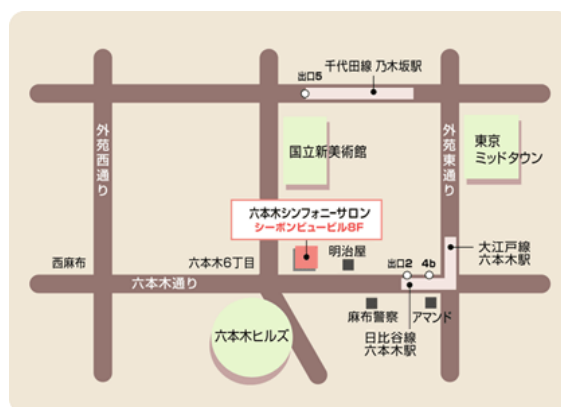 千代田線 乃木坂駅
出口5
外苑西通り
国立新美術館
外苑東通り
東京
ミッドタウン
六本木シンフォニーサロン
シーボンビュービル8F
西麻布
六本木6丁目
明治屋
出口2
4b
大江戸線
六本木駅
六本木通り
麻布警察
アマンド
六本木ヒルズ
日比谷線
六本木駅